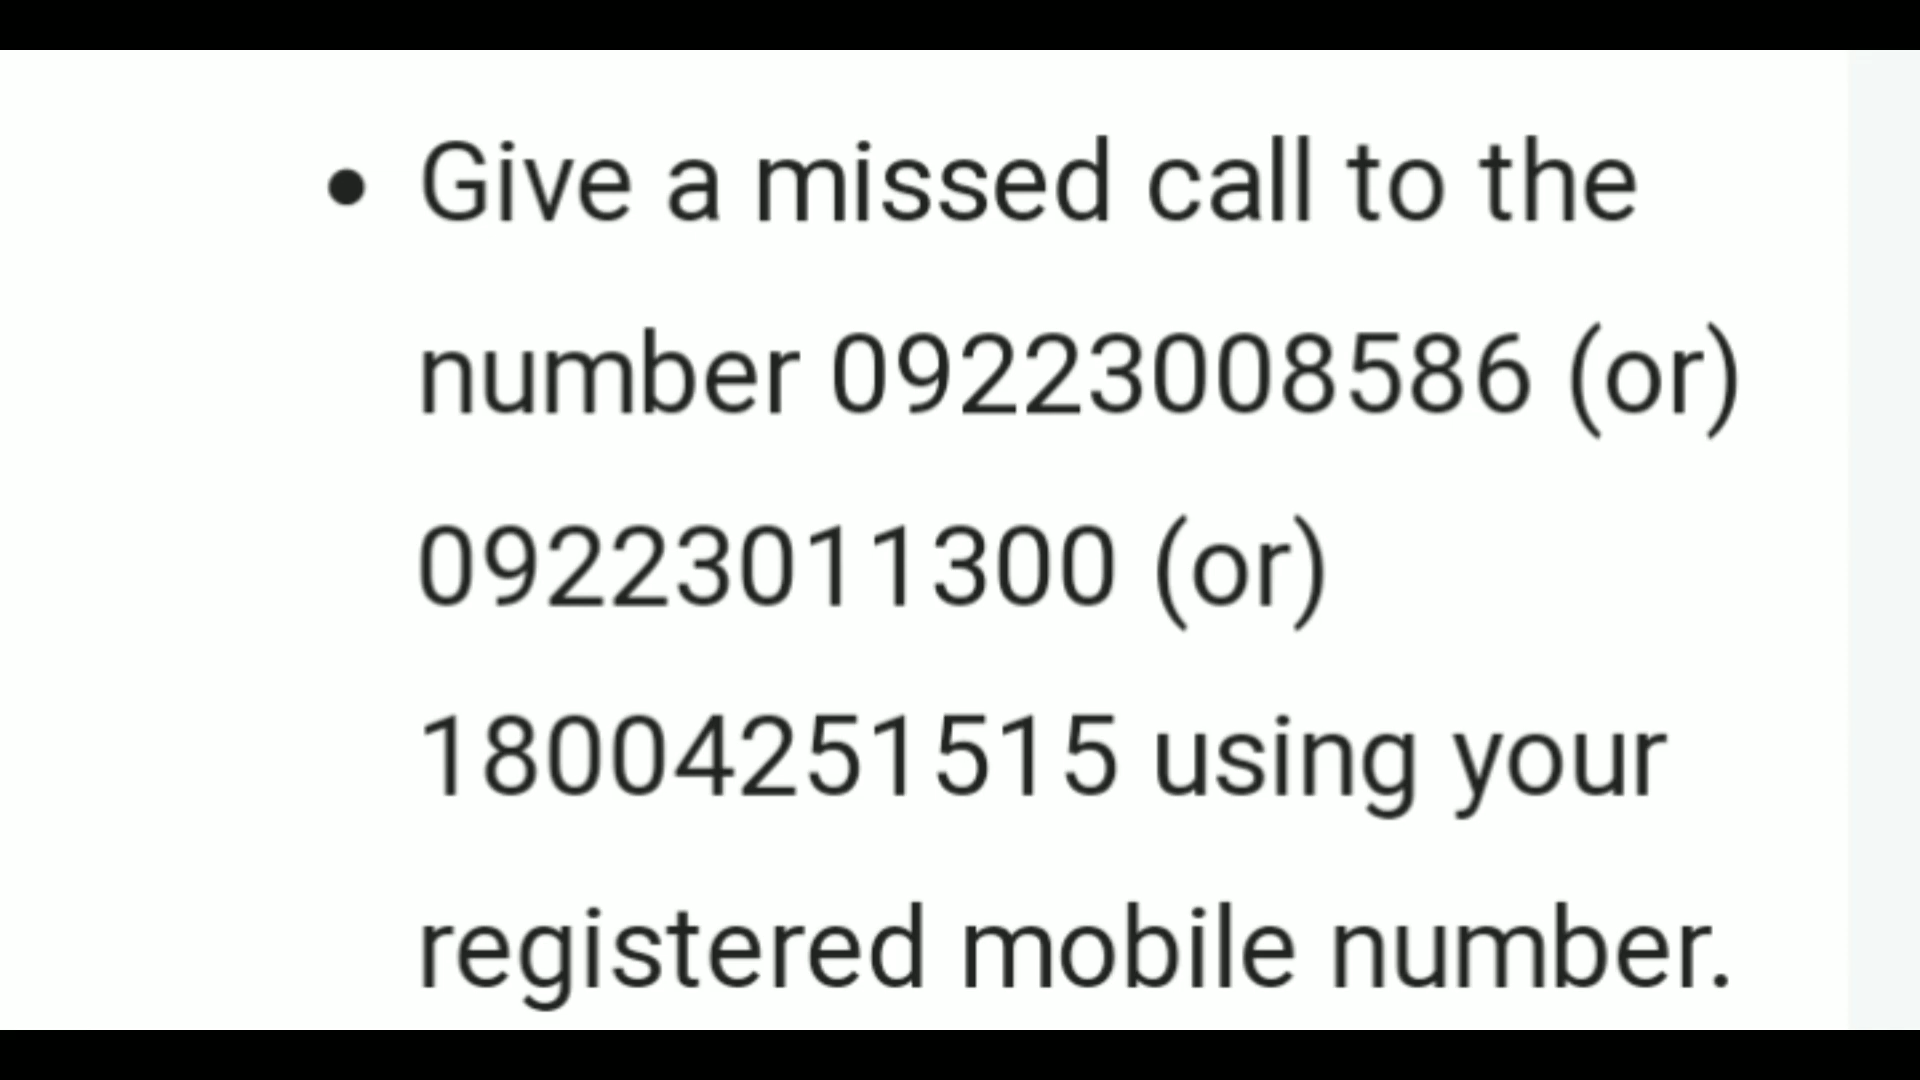 • Give a missed call to the
number 09223008586 (or)
09223011300 (or)
18004251515 using your
registered mobile number.